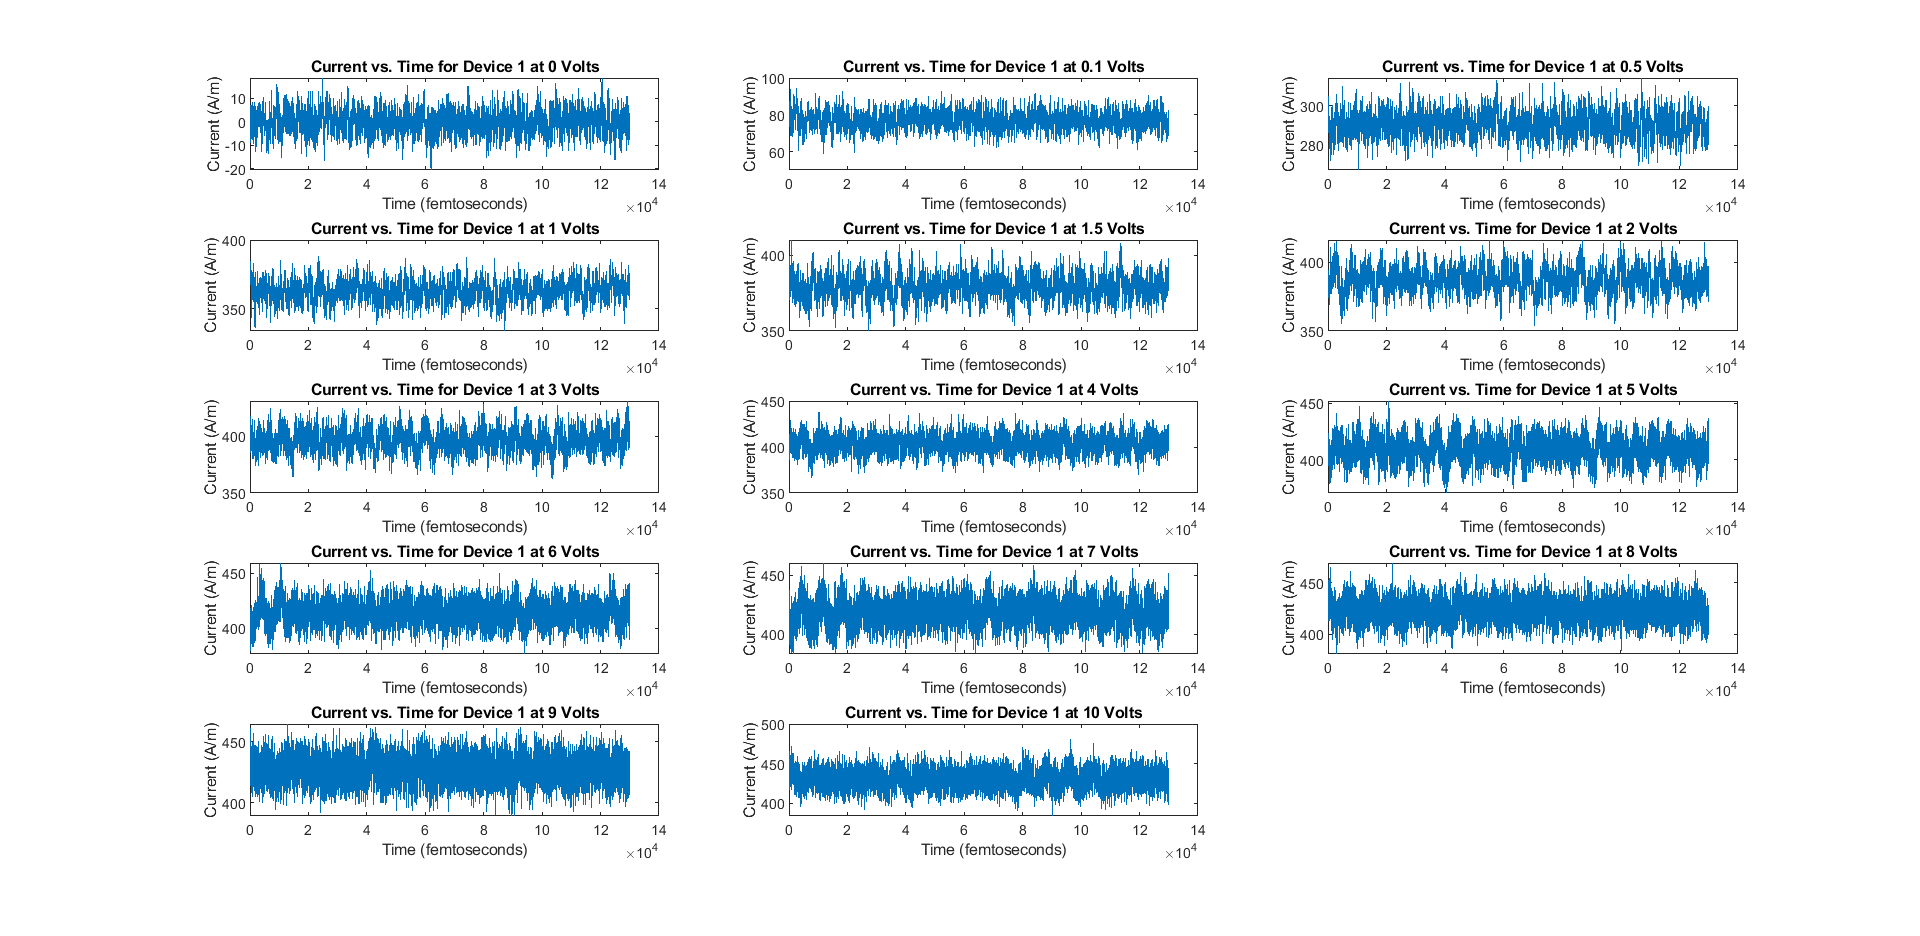 Current vs. Time for Device 1 at 0 Volts
Current (A/m)
10
0
-10
-20
0 2 4 6 8 10 12 14
×10^4
Time (femtoseconds)
Current vs. Time for Device 1 at 0.1 Volts
Current (A/m)
100
80
60
0 2 4 6 8 10 12 14
×10^4
Time (femtoseconds)
Current vs. Time for Device 1 at 0.5 Volts
Current (A/m)
300
280
0 2 4 6 8 10 12 14
×10^4
Time (femtoseconds)
Current vs. Time for Device 1 at 1 Volts
Current (A/m)
400
350
0 2 4 6 8 10 12 14
×10^4
Time (femtoseconds)
Current vs. Time for Device 1 at 1.5 Volts
Current (A/m)
400
350
0 2 4 6 8 10 12 14
×10^4
Time (femtoseconds)
Current vs. Time for Device 1 at 2 Volts
Current (A/m)
400
350
0 2 4 6 8 10 12 14
×10^4
Time (femtoseconds)
Current vs. Time for Device 1 at 3 Volts
Current (A/m)
400
350
0 2 4 6 8 10 12 14
×10^4
Time (femtoseconds)
Current vs. Time for Device 1 at 4 Volts
Current (A/m)
450
400
350
0 2 4 6 8 10 12 14
×10^4
Time (femtoseconds)
Current vs. Time for Device 1 at 5 Volts
Current (A/m)
450
400
0 2 4 6 8 10 12 14
×10^4
Time (femtoseconds)
Current vs. Time for Device 1 at 6 Volts
Current (A/m)
450
400
0 2 4 6 8 10 12 14
×10^4
Time (femtoseconds)
Current vs. Time for Device 1 at 7 Volts
Current (A/m)
450
400
0 2 4 6 8 10 12 14
×10^4
Time (femtoseconds)
Current vs. Time for Device 1 at 8 Volts
Current (A/m)
450
400
0 2 4 6 8 10 12 14
×10^4
Time (femtoseconds)
Current vs. Time for Device 1 at 9 Volts
Current (A/m)
450
400
0 2 4 6 8 10 12 14
×10^4
Time (femtoseconds)
Current vs. Time for Device 1 at 10 Volts
Current (A/m)
500
450
400
0 2 4 6 8 10 12 14
×10^4
Time (femtoseconds)